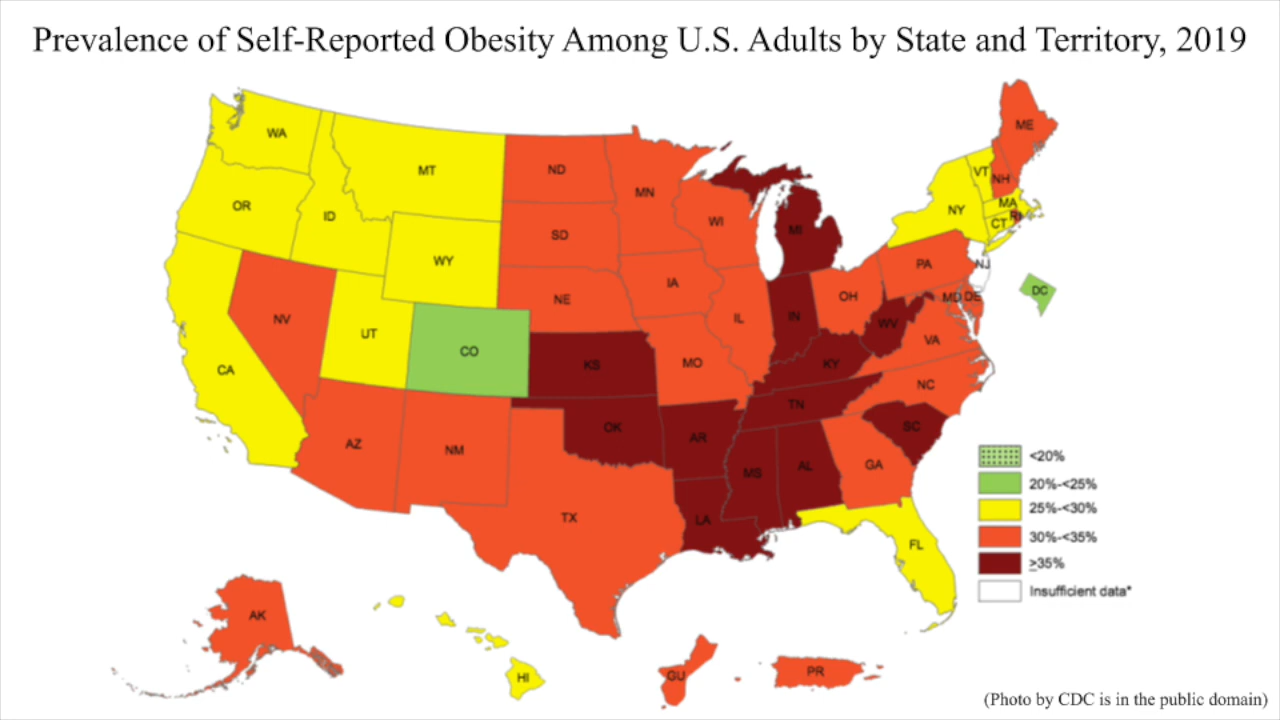 Prevalence of Self-Reported Obesity Among U.S. Adults by State and Territory, 2019
WA
MT
ND
MN
ME
VT
NH
OR
ID
WY
SD
WI
MI
NY
MA
RI
CT
NV
UT
CO
NE
IA
IL
IN
OH
PA
NJ
MD
DE
DC
CA
KS
MO
KY
WV
VA
AZ
NM
OK
AR
TN
NC
SC
TX
LA
MS
AL
GA
FL
<20%
20%-<25%
25%-<30%
30%-<35%
≥35%
Insufficient data*
AK
HI
GU
PR
(Photo by CDC is in the public domain)